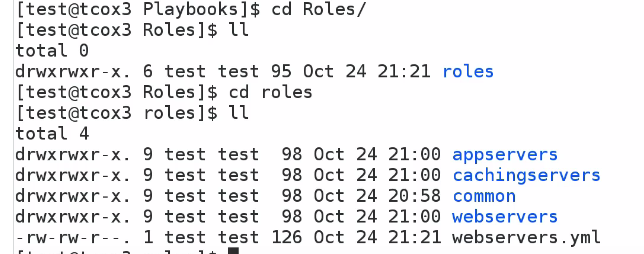 [test@tcox3 Playbooks]$ cd Roles/
[test@tcox3 Roles]$ ll
total 0
drwxrwxr-x. 6 test test 95 Oct 24 21:21 roles
[test@tcox3 Roles]$ cd roles
[test@tcox3 roles]$ ll
total 4
drwxrwxr-x. 9 test test  98 Oct 24 21:00 appservers
drwxrwxr-x. 9 test test  98 Oct 24 21:00 cachingservers
drwxrwxr-x. 9 test test  98 Oct 24 20:58 common
drwxrwxr-x. 9 test test  98 Oct 24 21:00 webservers
-rw-rw-r--. 1 test test 126 Oct 24 21:21 webservers.yml
[test@tcox3 roles]$